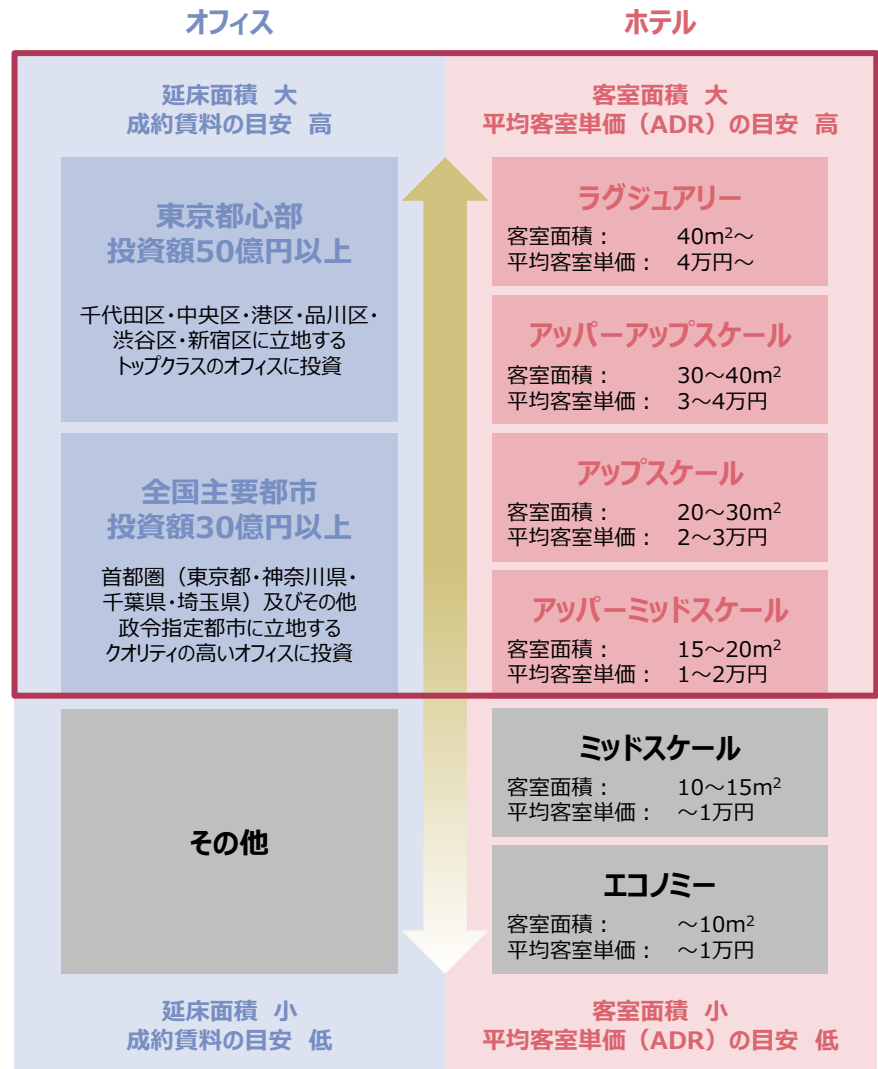 オフィス
延床面積 大
成約賃料の目安 高
東京都心部
投資額50億円以上
千代田区・中央区・港区・品川区・
渋谷区・新宿区に立地する
トップクラスのオフィスに投資
全国主要都市
投資額30億円以上
首都圏（東京都・神奈川県・
千葉県・埼玉県）及びその他
政令指定都市に立地する
クオリティの高いオフィスに投資
その他
延床面積 小
成約賃料の目安 低
ホテル
客室面積 大
平均客室単価（ADR）の目安 高
ラグジュアリー
客室面積： 40m²～
平均客室単価： 4万円～
アッパーアップスケール
客室面積： 30～40m²
平均客室単価： 3～4万円
アップスケール
客室面積： 20～30m²
平均客室単価： 2～3万円
アッパーミッドスケール
客室面積： 15～20m²
平均客室単価： 1～2万円
ミッドスケール
客室面積： 10～15m²
平均客室単価： ～1万円
エコノミー
客室面積： ～10m²
平均客室単価： ～1万円
客室面積 小
平均客室単価（ADR）の目安 低